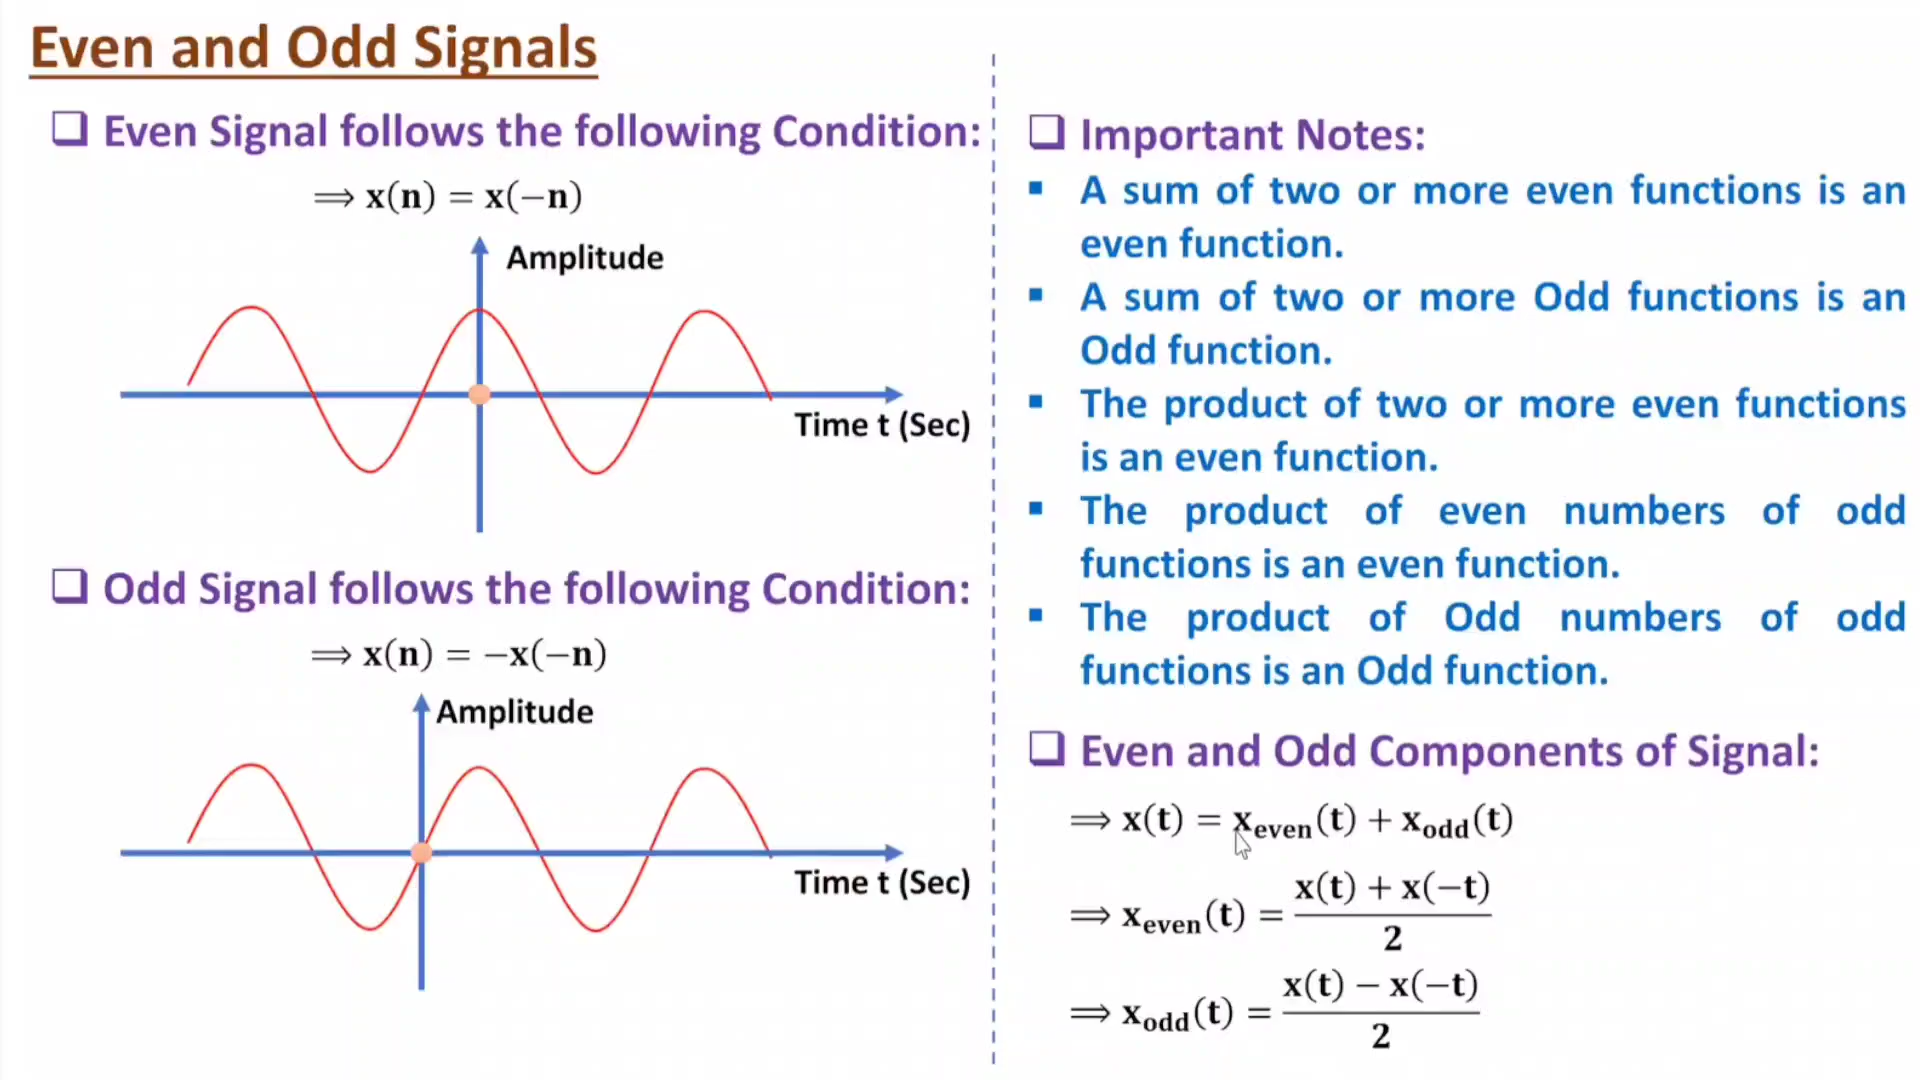 Even and Odd Signals
❑ Even Signal follows the following Condition:
⟹ x(n) = x(−n)
Amplitude
Time t (Sec)
❑ Odd Signal follows the following Condition:
⟹ x(n) = −x(−n)
Amplitude
Time t (Sec)
❑ Important Notes:
▪ A sum of two or more even functions is an
even function.
▪ A sum of two or more Odd functions is an
Odd function.
▪ The product of two or more even functions
is an even function.
▪ The product of even numbers of odd
functions is an even function.
▪ The product of Odd numbers of odd
functions is an Odd function.
❑ Even and Odd Components of Signal:
⟹ x(t) = x_even(t) + x_odd(t)
⟹ x_even(t) = (x(t) + x(−t)) / 2
⟹ x_odd(t) = (x(t) − x(−t)) / 2